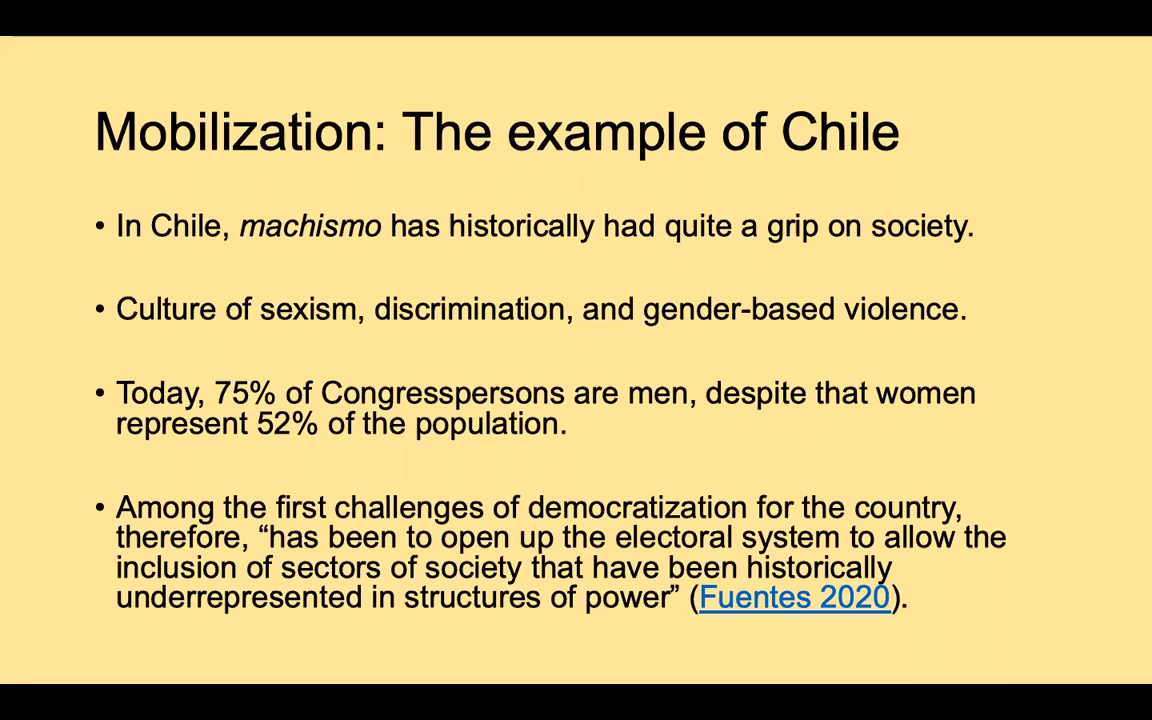 Mobilization: The example of Chile
• In Chile, machismo has historically had quite a grip on society.
• Culture of sexism, discrimination, and gender-based violence.
• Today, 75% of Congresspersons are men, despite that women
represent 52% of the population.
• Among the first challenges of democratization for the country,
therefore, “has been to open up the electoral system to allow the
inclusion of sectors of society that have been historically
underrepresented in structures of power” (Fuentes 2020).